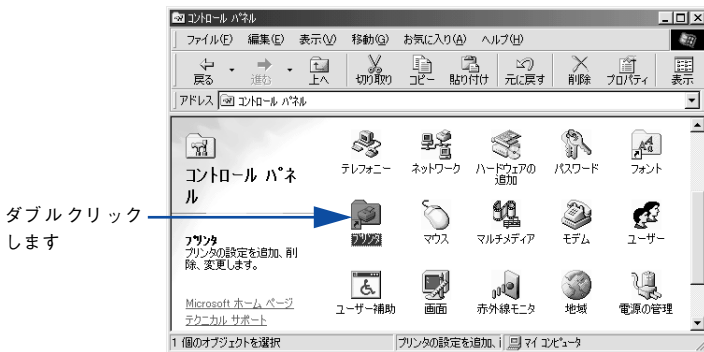 コントロール パネル
ファイル(F) 編集(E) 表示(V) 移動(G) お気に入り(A) ヘルプ(H)
戻る 進む 上へ 切り取り コピー 貼り付け 元に戻す 削除 プロパティ 表示
アドレス コントロール パネル
コントロール パネ
ル
プリンタ
プリンタの設定を追加、削
除、変更します。
Microsoft ホーム ページ
テクニカル サポート
テレフォニー ネットワーク ハードウェアの
追加 パスワード フォント
ダブルクリック
します
プリンタ マウス マルチメディア モデム ユーザー
ユーザー補助 画面 赤外線モニタ 地域 電源の管理
1 個のオブジェクトを選択 プリンタの設定を追加、i マイ コンピュータ